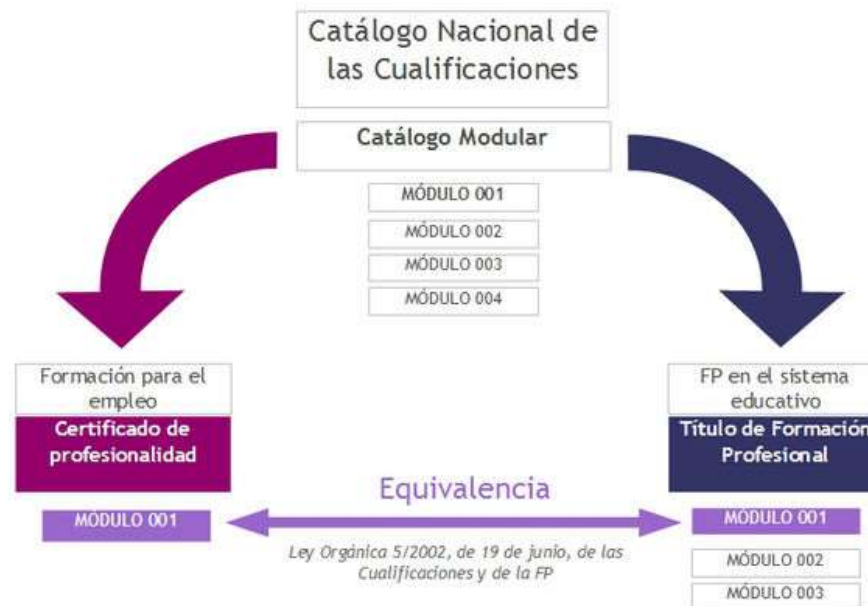 Catálogo Nacional de
las Cualificaciones
Catálogo Modular
MÓDULO 001
MÓDULO 002
MÓDULO 003
MÓDULO 004
Formación para el
empleo
Certificado de
profesionalidad
MÓDULO 001
FP en el sistema
educativo
Título de Formación
Profesional
MÓDULO 001
MÓDULO 002
MÓDULO 003
Equivalencia
Ley Orgánica 5/2002, de 19 de junio, de las
Cualificaciones y de la FP